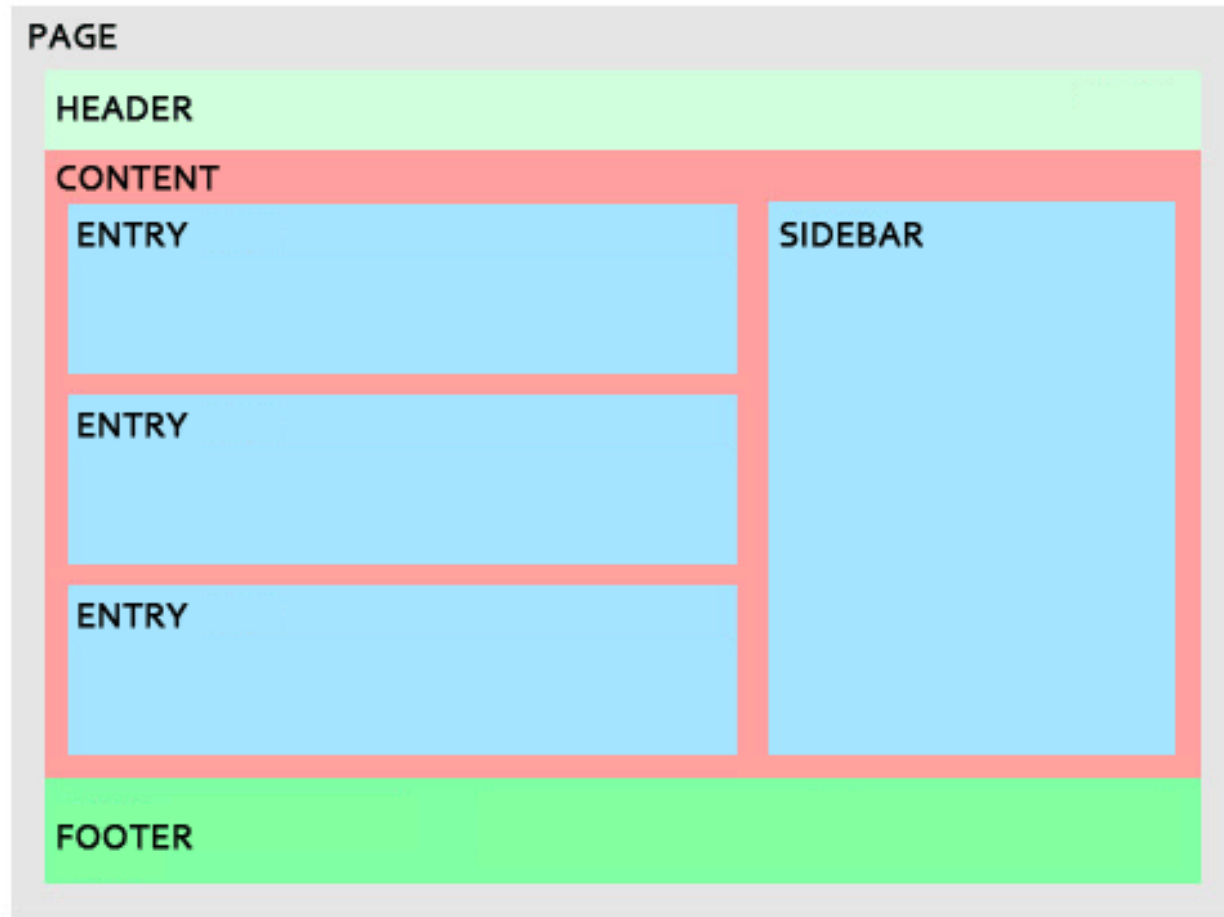 PAGE
HEADER
CONTENT
ENTRY
SIDEBAR
ENTRY
ENTRY
FOOTER